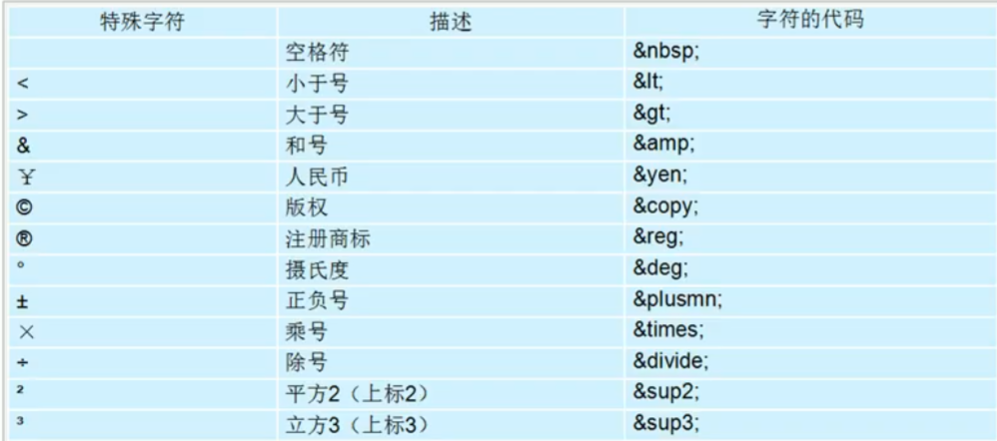 特殊字符 描述 字符的代码
空格符 &nbsp;
< 小于号 &lt;
> 大于号 &gt;
& 和号 &amp;
￥ 人民币 &yen;
© 版权 &copy;
® 注册商标 &reg;
° 摄氏度 &deg;
± 正负号 &plusmn;
× 乘号 &times;
÷ 除号 &divide;
² 平方2（上标2） &sup2;
³ 立方3（上标3） &sup3;